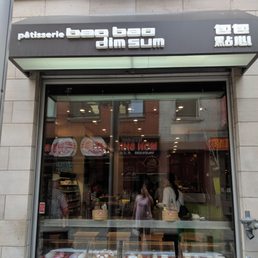 pâtisserie bao bao
dim sum
包包
點心